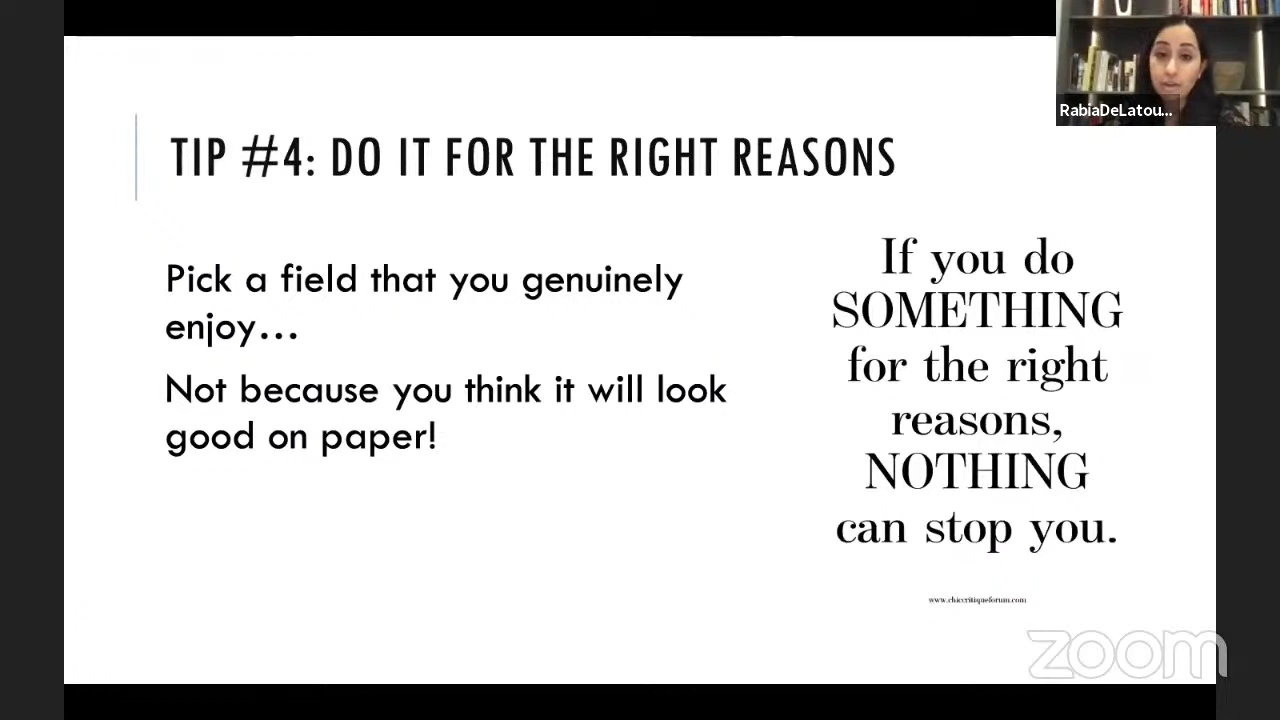 RabiaDeLatou...
TIP #4: DO IT FOR THE RIGHT REASONS
Pick a field that you genuinely
enjoy...
Not because you think it will look
good on paper!
If you do
SOMETHING
for the right
reasons,
NOTHING
can stop you.
www.chiccritiqueforum.com
zoom